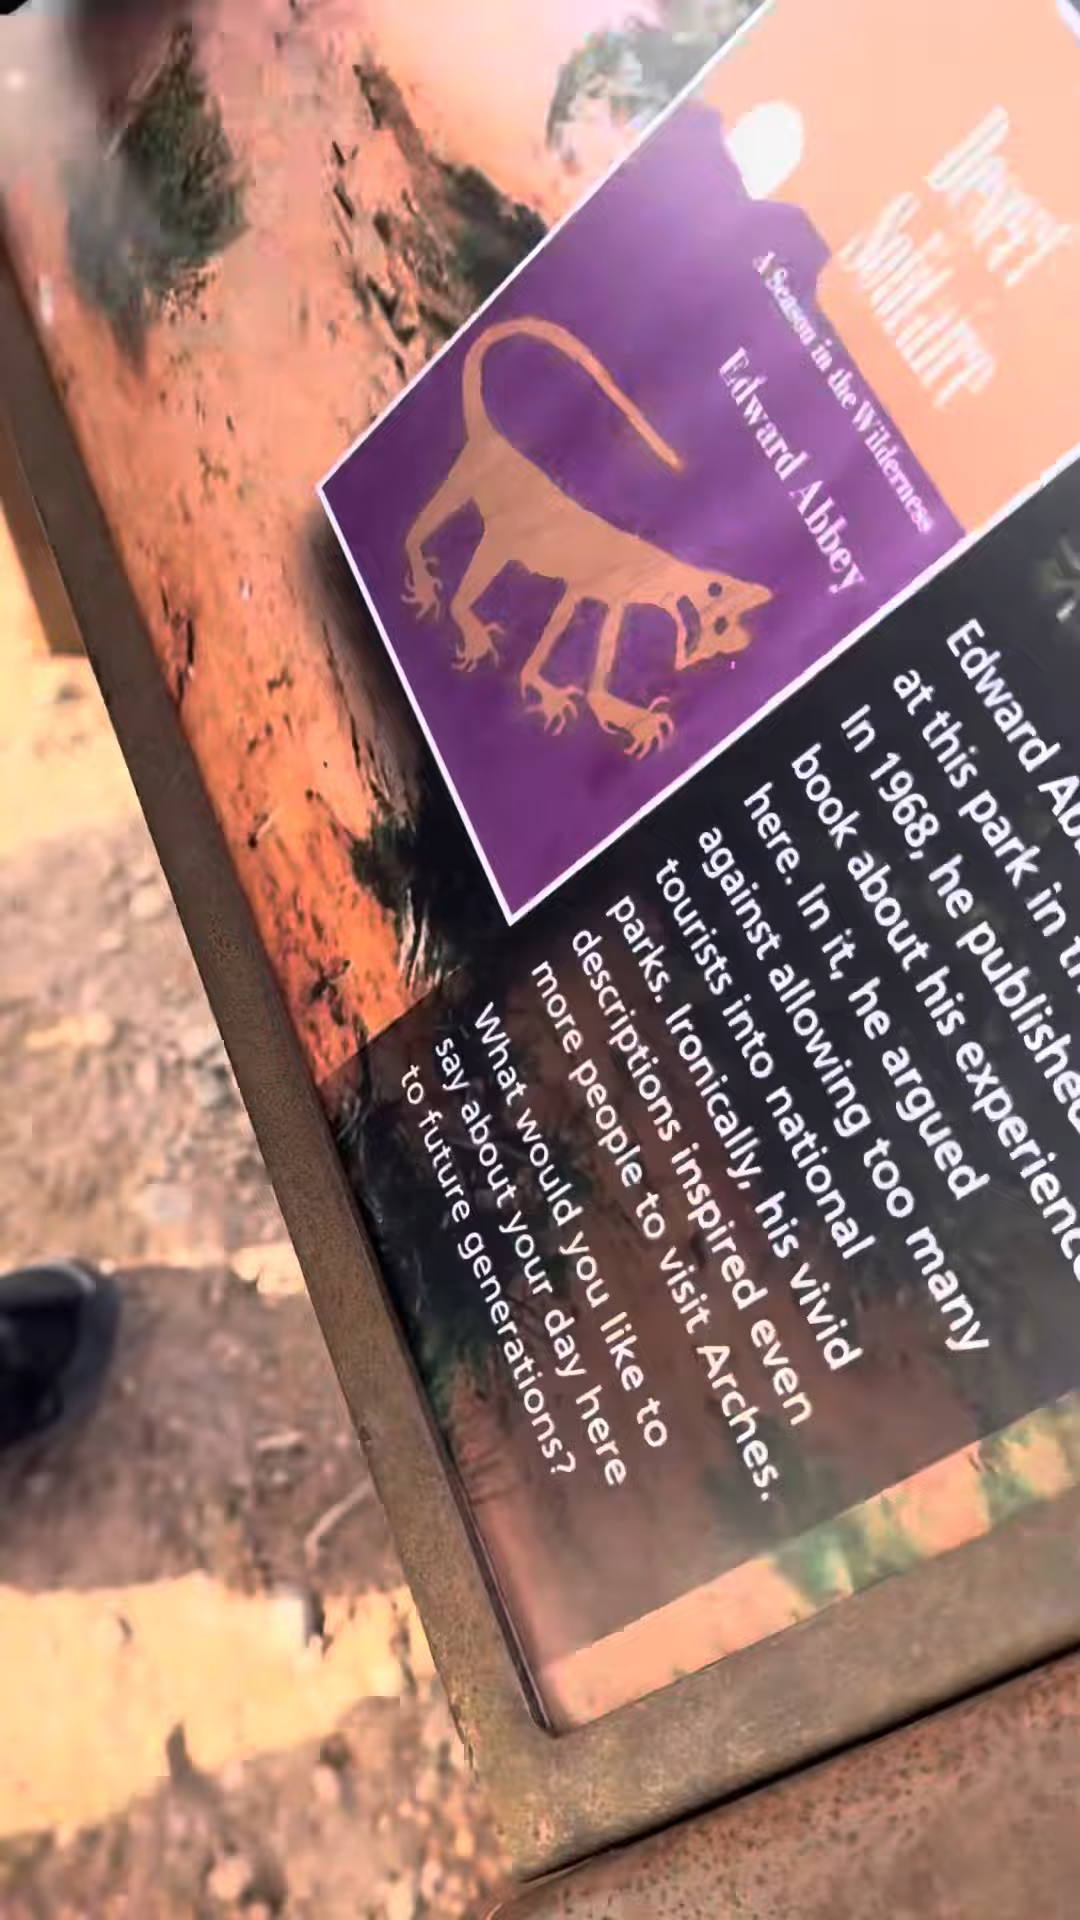 Desert
Solitaire
A Season in the Wilderness
Edward Abbey
Edward
at this park in
In 1968, he published
book about his
here. In it, he argued
against allowing too many
tourists into national
parks. Ironically, his vivid
descriptions inspired even
more people to visit Arches.
What would you like to
say about your day here
to future generations?